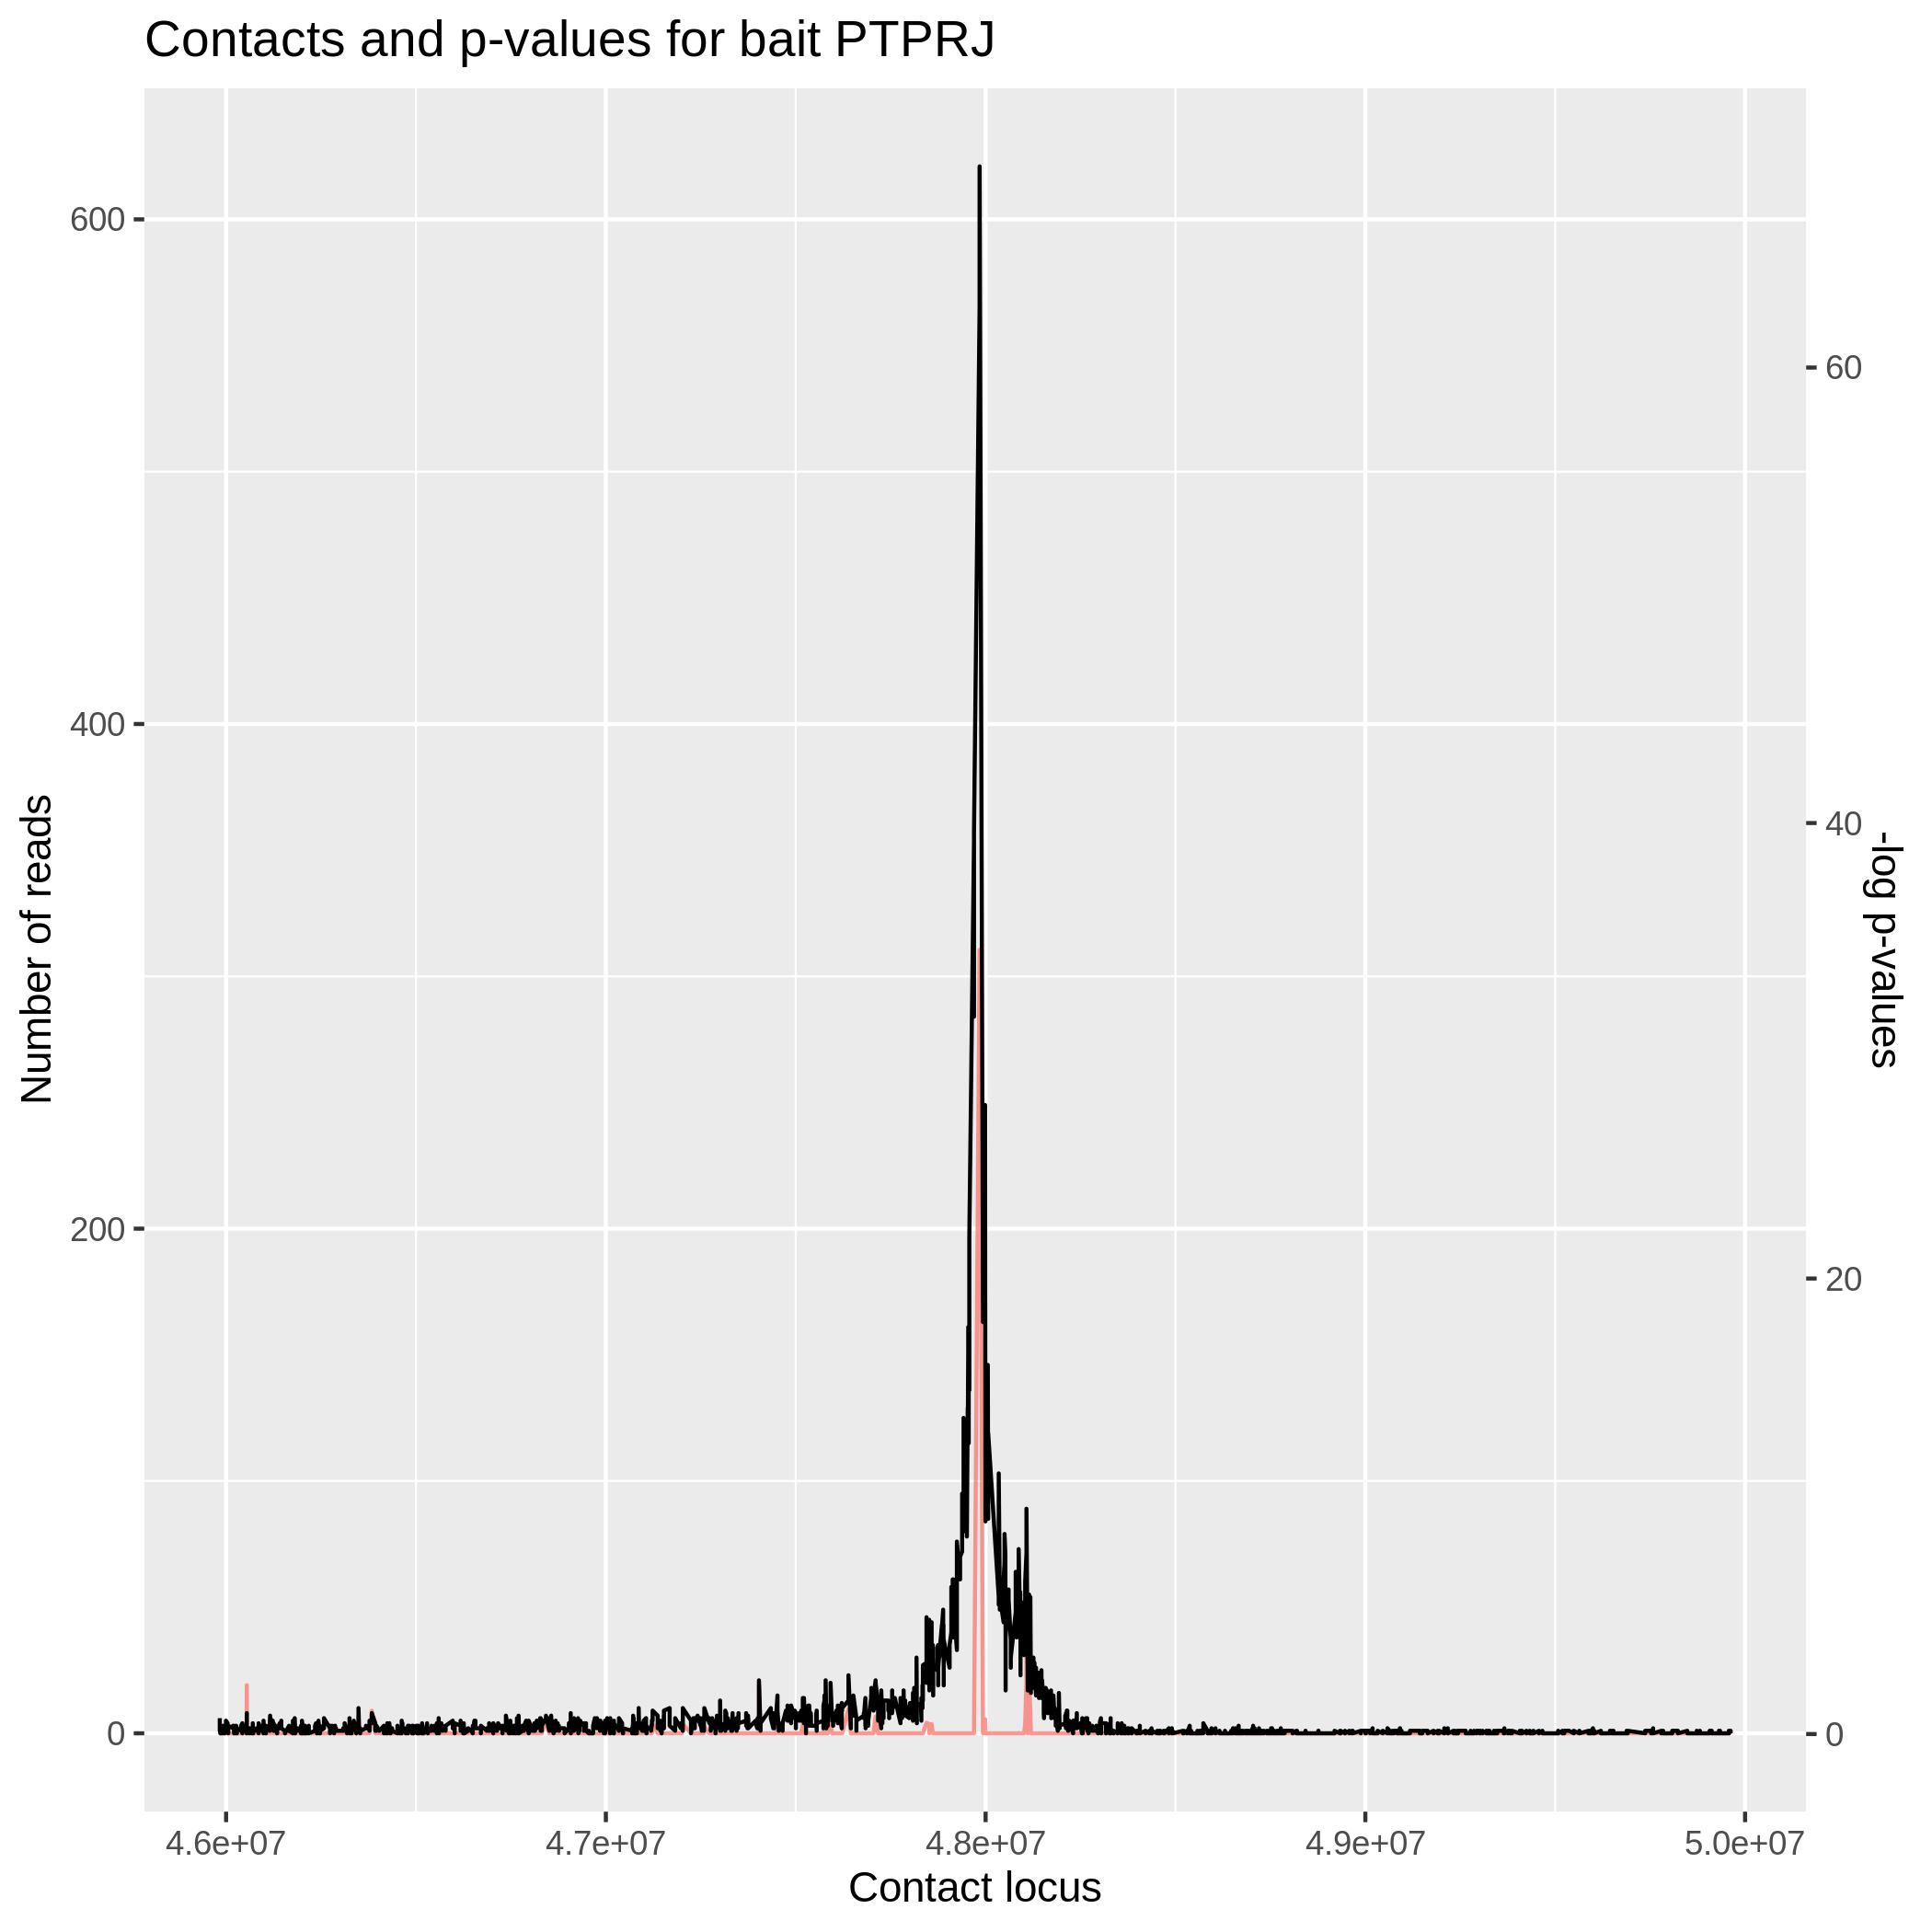 Contacts and p-values for bait PTPRJ
Number of reads
600
400
200
0
60
40
20
0
-log p-values
4.6e+07 4.7e+07 4.8e+07 4.9e+07 5.0e+07
Contact locus